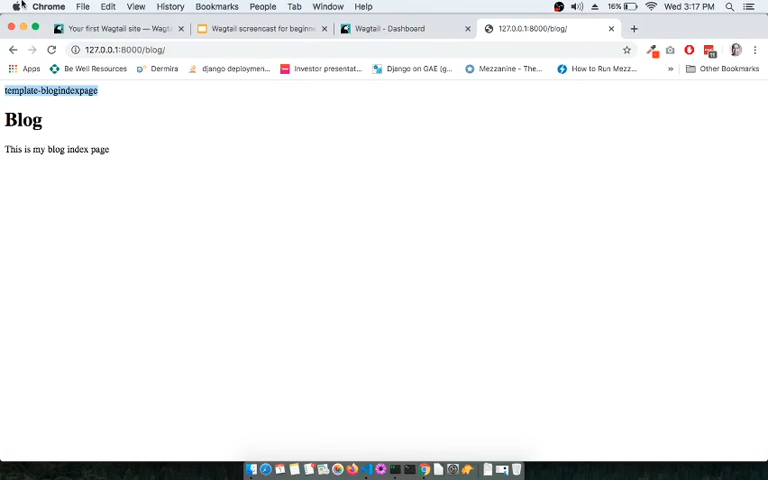 Chrome File Edit View History Bookmarks People Tab Window Help 16% Wed 3:17 PM
Your first Wagtail site — Wagta Wagtail screencast for beginne Wagtail - Dashboard 127.0.0.1:8000/blog/
127.0.0.1:8000/blog/
Apps Be Well Resources Dermira django deploymen... Investor presentat... Django on GAE (g... Mezzanine - The... How to Run Mezz... » Other Bookmarks
template-blogindexpage
Blog
This is my blog index page